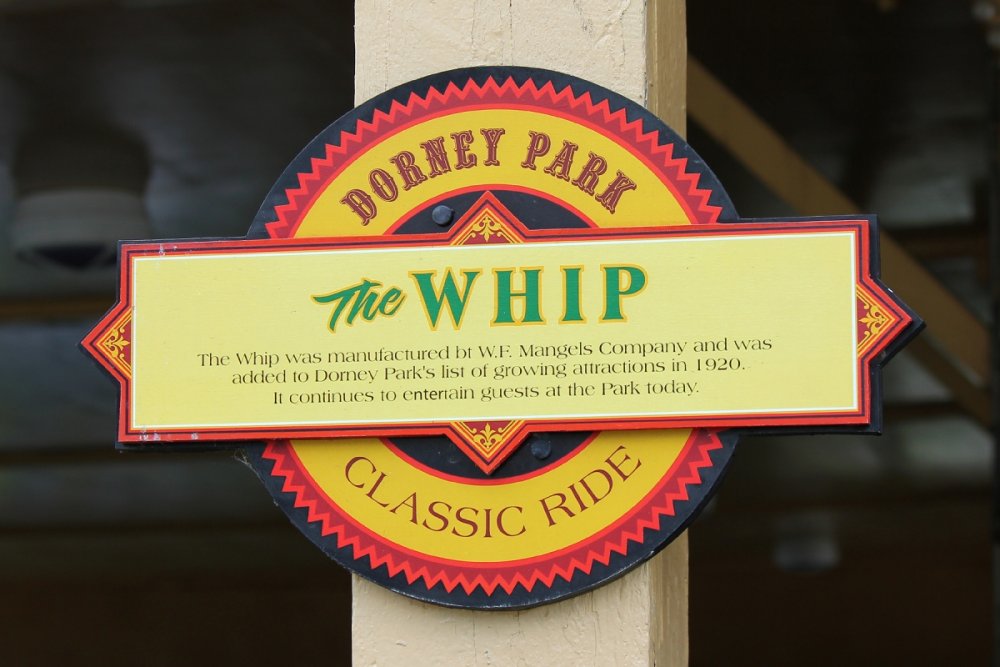 DORNEY PARK
The WHIP
The Whip was manufactured bt W.F. Mangels Company and was
added to Dorney Park's list of growing attractions in 1920.
It continues to entertain guests at the Park today.
CLASSIC RIDE